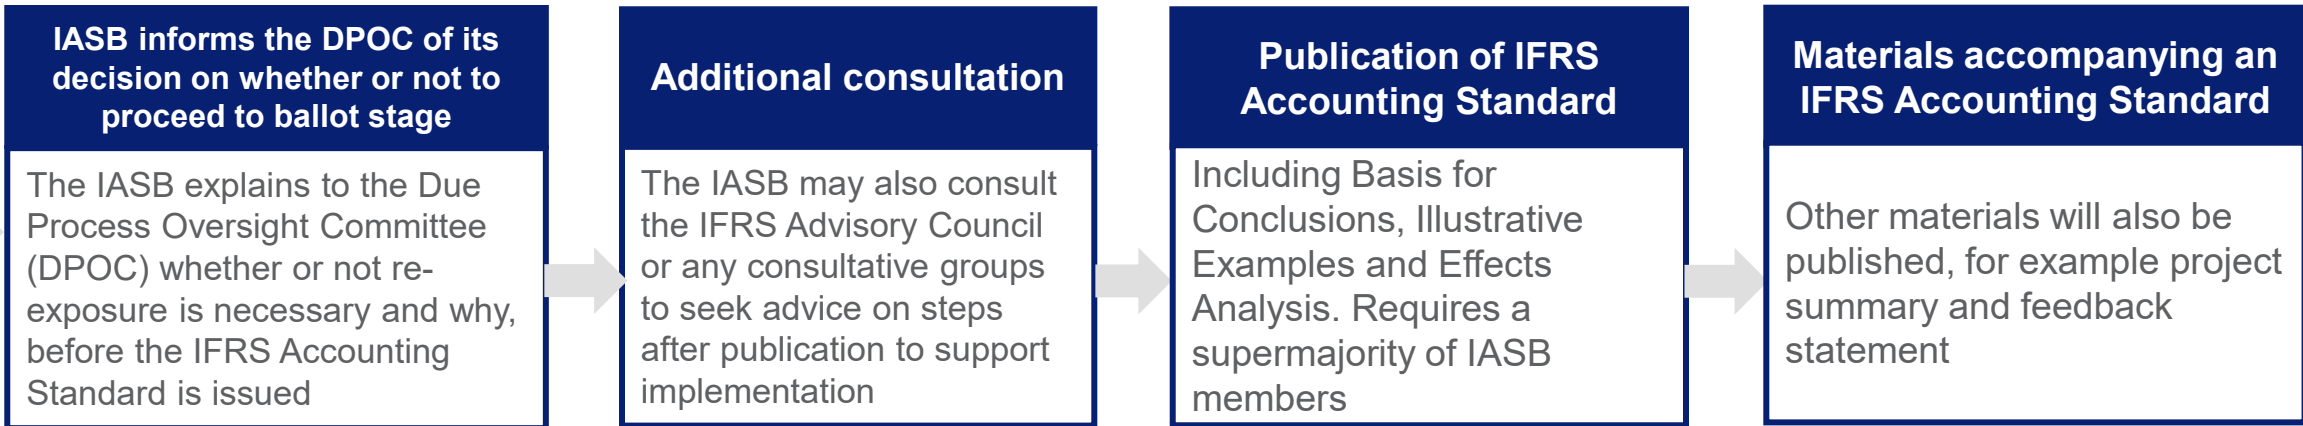 IASB informs the DPOC of its
decision on whether or not to
proceed to ballot stage
The IASB explains to the Due
Process Oversight Committee
(DPOC) whether or not re-
exposure is necessary and why,
before the IFRS Accounting
Standard is issued
Additional consultation
The IASB may also consult
the IFRS Advisory Council
or any consultative groups
to seek advice on steps
after publication to support
implementation
Publication of IFRS
Accounting Standard
Including Basis for
Conclusions, Illustrative
Examples and Effects
Analysis. Requires a
supermajority of IASB
members
Materials accompanying an
IFRS Accounting Standard
Other materials will also be
published, for example project
summary and feedback
statement